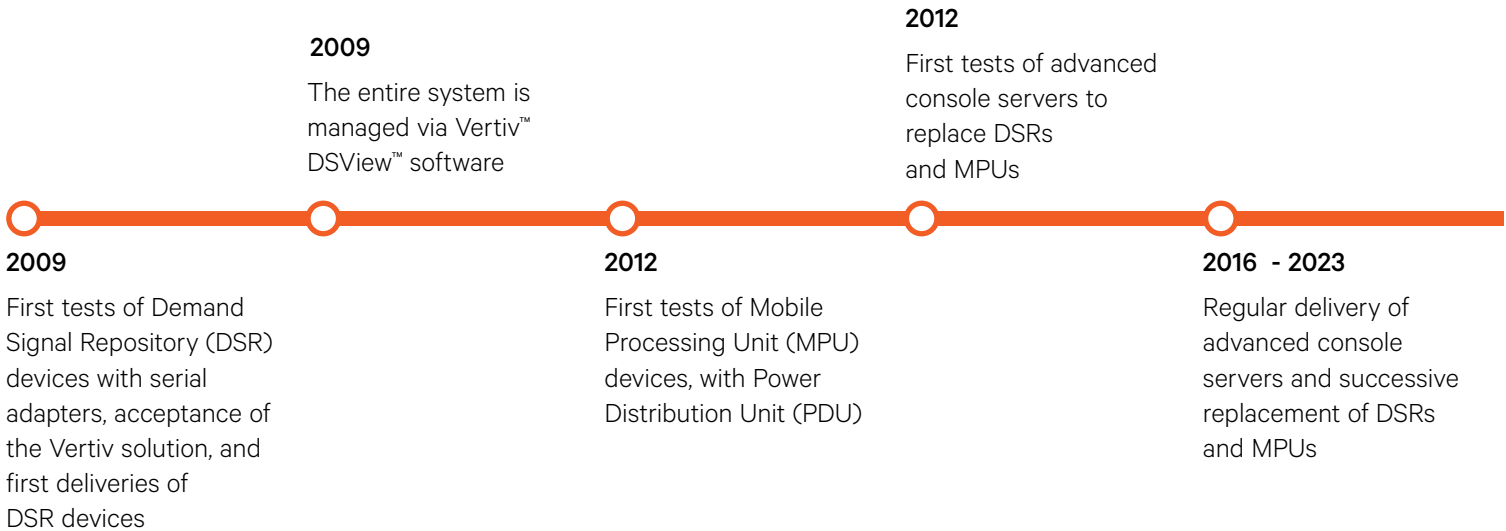 2009
First tests of Demand
Signal Repository (DSR)
devices with serial
adapters, acceptance of
the Vertiv solution, and
first deliveries of
DSR devices
2009
The entire system is
managed via Vertiv™
DSView™ software
2012
First tests of Mobile
Processing Unit (MPU)
devices, with Power
Distribution Unit (PDU)
2012
First tests of advanced
console servers to
replace DSRs
and MPUs
2016 - 2023
Regular delivery of
advanced console
servers and successive
replacement of DSRs
and MPUs